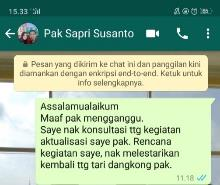 15.33
Pak Sapri Susanto
Pesan yang dikirim ke chat ini dan panggilan kini
diamankan dengan enkripsi end-to-end. Ketuk untuk
info selengkapnya.
Assalamualaikum
Maaf pak mengganggu.
Saye nak konsultasi ttg kegiatan
aktualisasi saye pak. Rencana
kegiatan saye, nak melestarikan
kembali ttg tari dangkong pak.
11.18